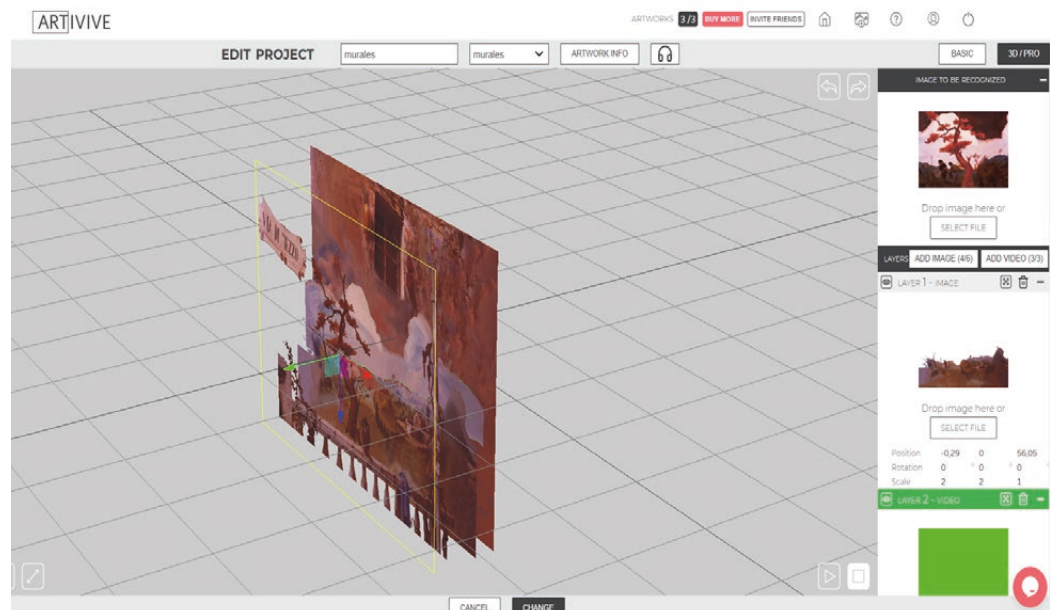 ARTIVIVE
ARTWORKS 3/3 BUY MORE INVITE FRIENDS
EDIT PROJECT murales murales ARTWORK INFO BASIC 3D / PRO
IMAGE TO BE RECOGNIZED
Drop image here or
SELECT FILE
LAYERS ADD IMAGE (4/6) ADD VIDEO (3/3)
LAYER 1 - IMAGE
Drop image here or
SELECT FILE
Position -0,29 0 56,05
Rotation 0 ° 0 ° 0 °
Scale 2 2 1
LAYER 2 - VIDEO
CANCEL CHANGE